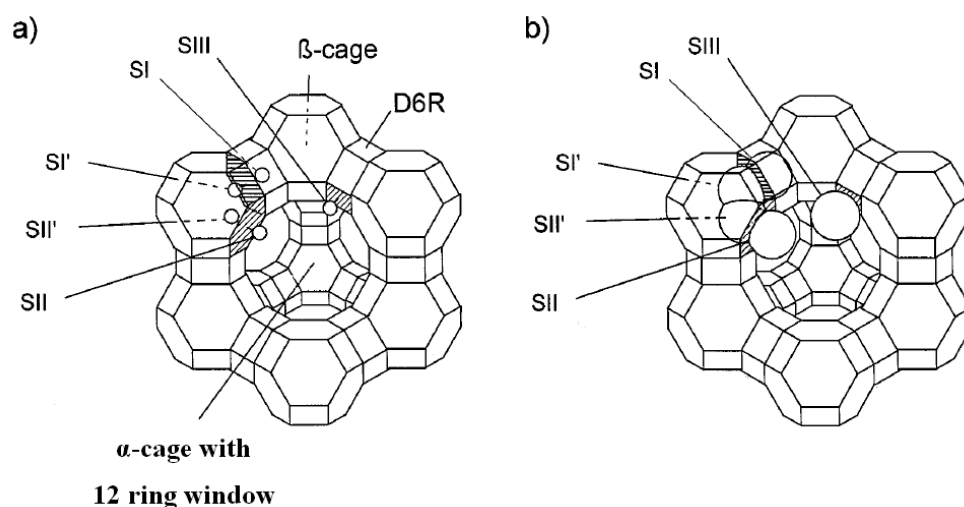 a)
SIII
ß-cage
SI
D6R
SI'
SII'
SII
α-cage with
12 ring window
b)
SIII
SI
SI'
SII'
SII